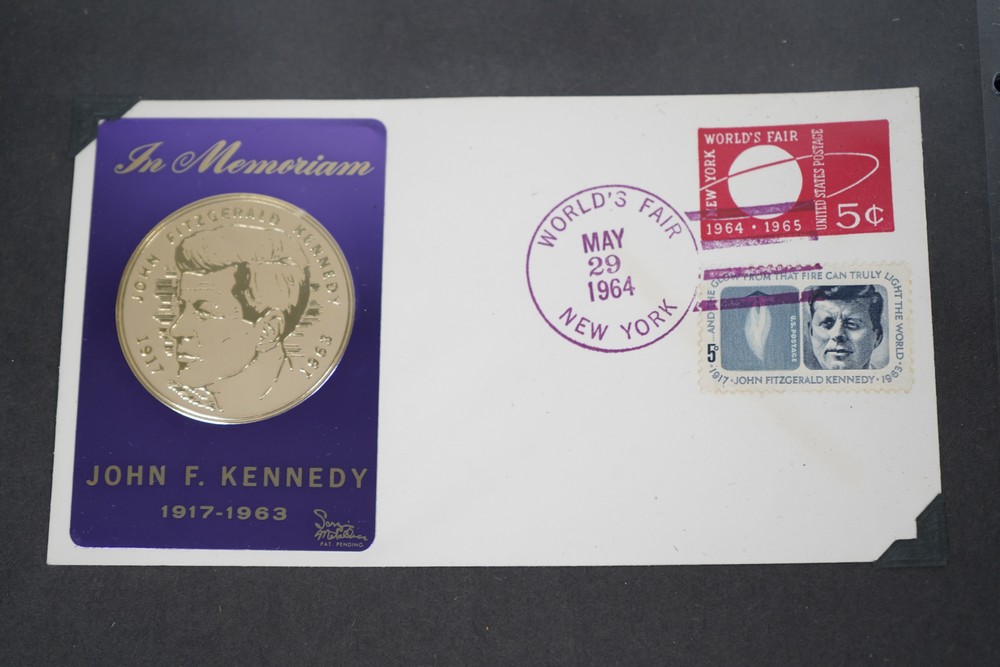 In Memoriam
JOHN FITZGERALD KENNEDY
1917 1963
JOHN F. KENNEDY
1917-1963
PAT. PENDING
WORLD'S FAIR
MAY
29
1964
NEW YORK
WORLD'S FAIR
NEW YORK
UNITED STATES POSTAGE
1964 • 1965
5¢
AND THE GLOW FROM THAT FIRE CAN TRULY LIGHT THE WORLD
5c
U.S. POSTAGE
1917 · JOHN FITZGERALD KENNEDY · 1963